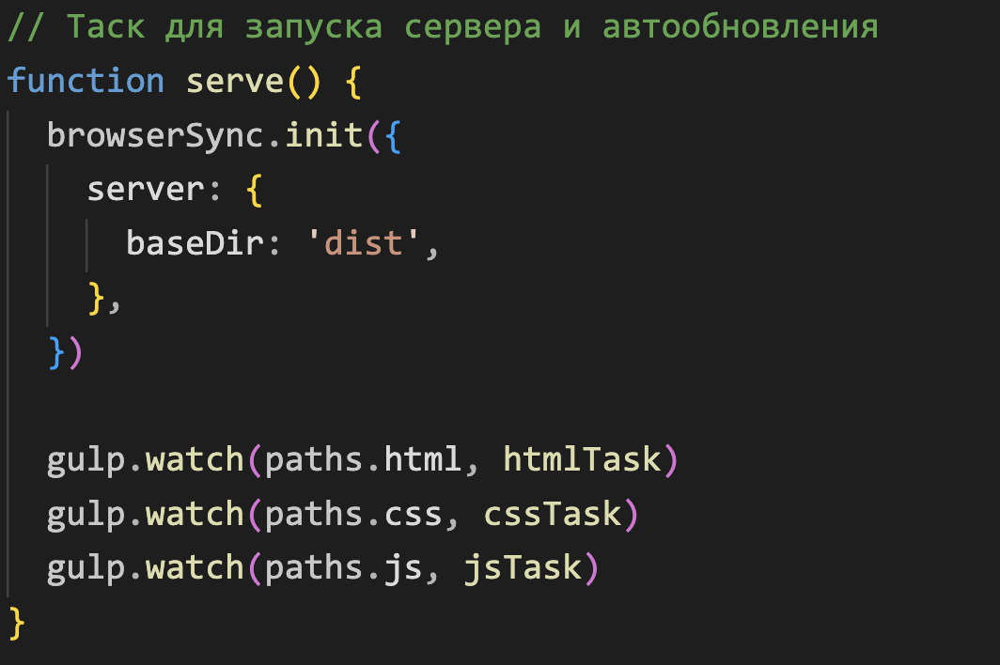 // Таск для запуска сервера и автообновления
function serve() {
  browserSync.init({
    server: {
      baseDir: 'dist',
    },
  })

  gulp.watch(paths.html, htmlTask)
  gulp.watch(paths.css, cssTask)
  gulp.watch(paths.js, jsTask)
}